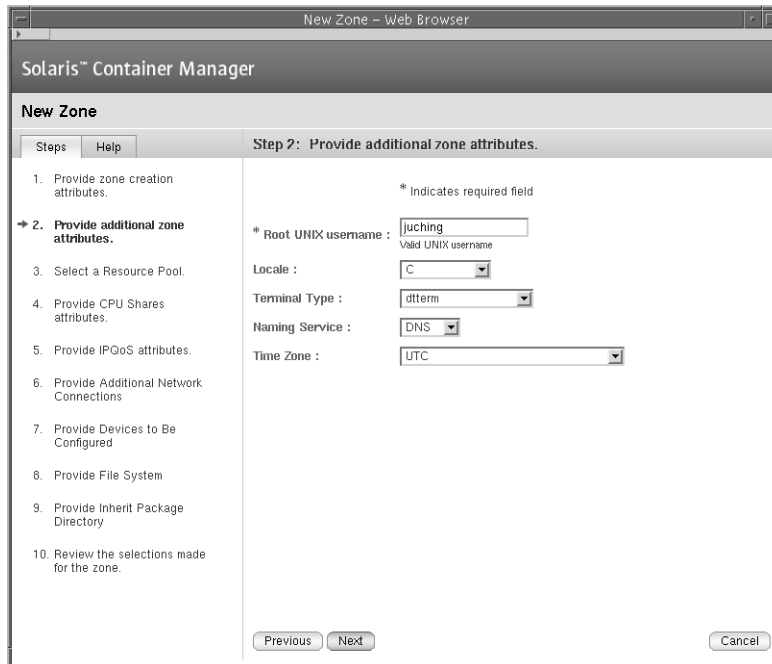 New Zone – Web Browser
Solaris™ Container Manager
New Zone
Steps
Help
1. Provide zone creation
attributes.
2. Provide additional zone
attributes.
3. Select a Resource Pool.
4. Provide CPU Shares
attributes.
5. Provide IPQoS attributes.
6. Provide Additional Network
Connections
7. Provide Devices to Be
Configured
8. Provide File System
9. Provide Inherit Package
Directory
10. Review the selections made
for the zone.
Step 2: Provide additional zone attributes.
* Indicates required field
* Root UNIX username : juching
Valid UNIX username
Locale : C
Terminal Type : dtterm
Naming Service : DNS
Time Zone : UTC
Previous Next Cancel